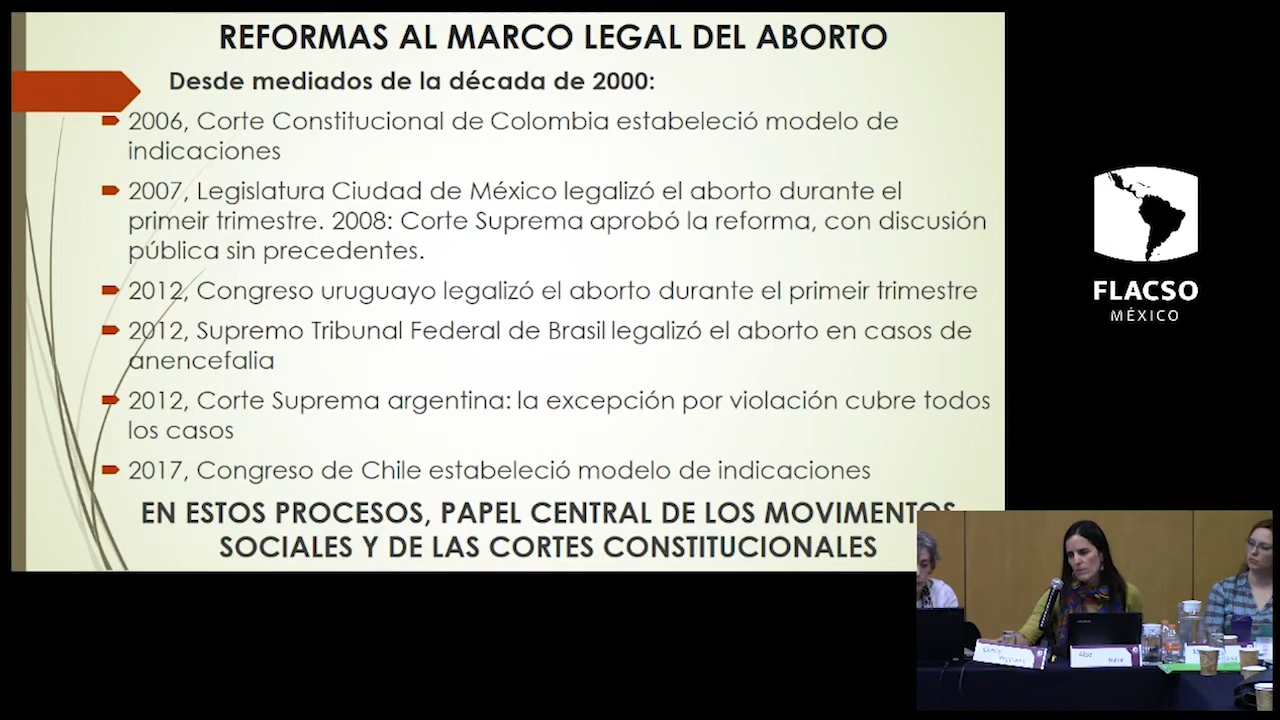 REFORMAS AL MARCO LEGAL DEL ABORTO
Desde mediados de la década de 2000:
2006, Corte Constitucional de Colombia estabeleció modelo de
indicaciones
2007, Legislatura Ciudad de México legalizó el aborto durante el
primeir trimestre. 2008: Corte Suprema aprobó la reforma, con discusión
pública sin precedentes.
2012, Congreso uruguayo legalizó el aborto durante el primeir trimestre
2012, Supremo Tribunal Federal de Brasil legalizó el aborto en casos de
anencefalia
2012, Corte Suprema argentina: la excepción por violación cubre todos
los casos
2017, Congreso de Chile estabeleció modelo de indicaciones
EN ESTOS PROCESOS, PAPEL CENTRAL DE LOS MOVIMENTOS
SOCIALES Y DE LAS CORTES CONSTITUCIONALES
FLACSO
MÉXICO